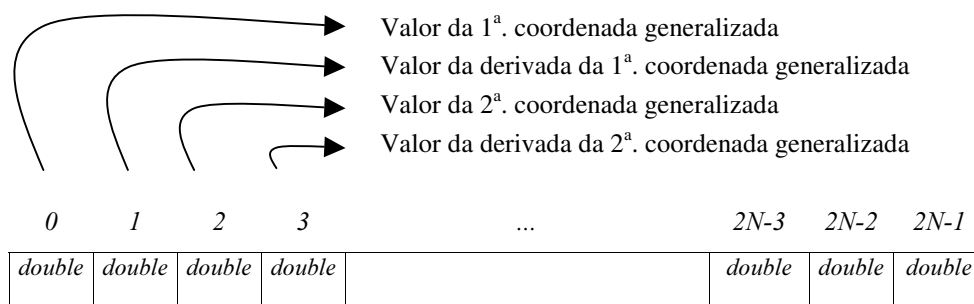 Valor da 1ª. coordenada generalizada
Valor da derivada da 1ª. coordenada generalizada
Valor da 2ª. coordenada generalizada
Valor da derivada da 2ª. coordenada generalizada
0 1 2 3 ... 2N-3 2N-2 2N-1
double double double double double double double